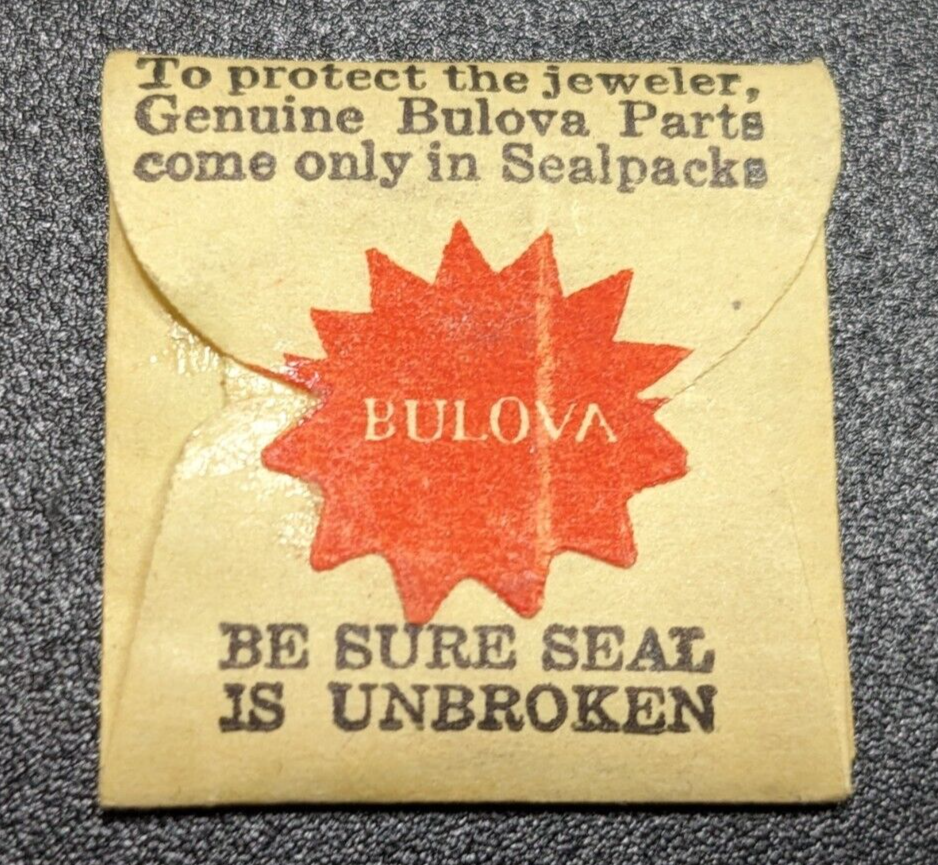 To protect the jeweler,
Genuine Bulova Parts
come only in Sealpacks
BULOVA
BE SURE SEAL
IS UNBROKEN